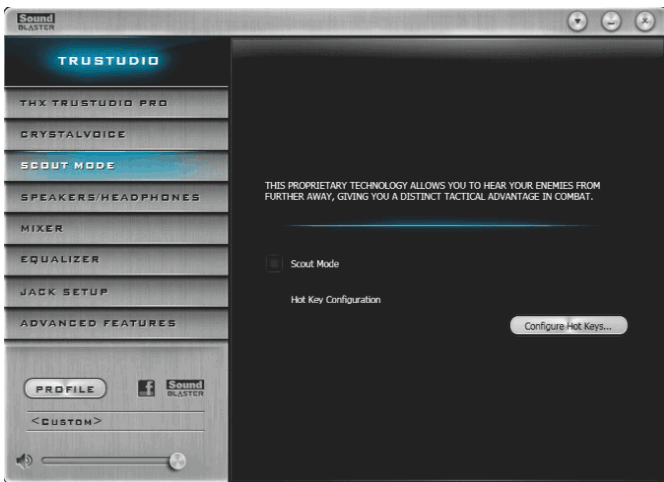 Sound
BLASTER
TRUSTUDIO
THX TRUSTUDIO PRO
CRYSTALVOICE
SCOUT MODE
SPEAKERS/HEADPHONES
MIXER
EQUALIZER
JACK SETUP
ADVANCED FEATURES
PROFILE
f
Sound
BLASTER
<CUSTOM>
THIS PROPRIETARY TECHNOLOGY ALLOWS YOU TO HEAR YOUR ENEMIES FROM
FURTHER AWAY, GIVING YOU A DISTINCT TACTICAL ADVANTAGE IN COMBAT.
Scout Mode
Hot Key Configuration
Configure Hot Keys...